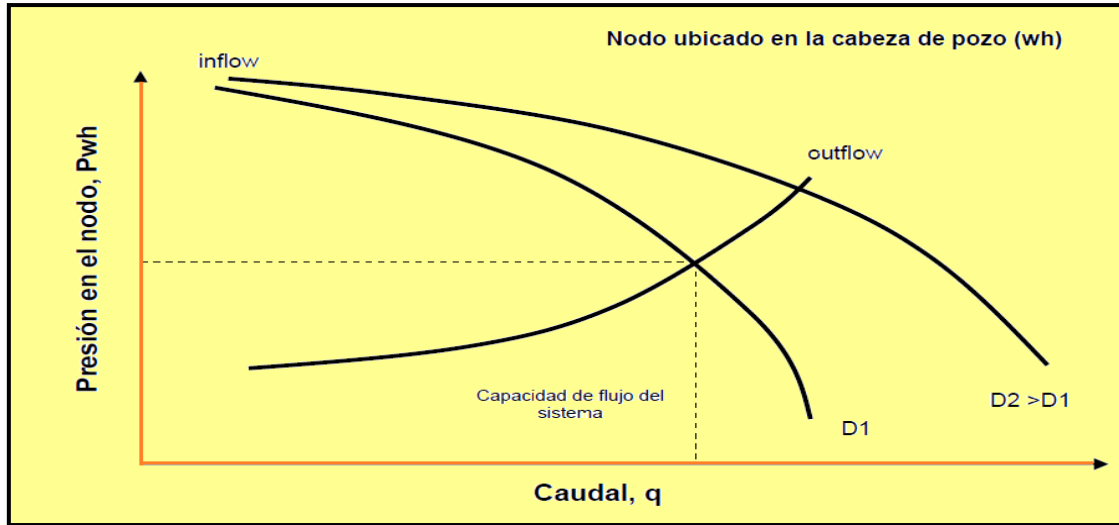 Nodo ubicado en la cabeza de pozo (wh)
inflow
outflow
Presión en el nodo, Pwh
Capacidad de flujo del
sistema
D2 >D1
D1
Caudal, q